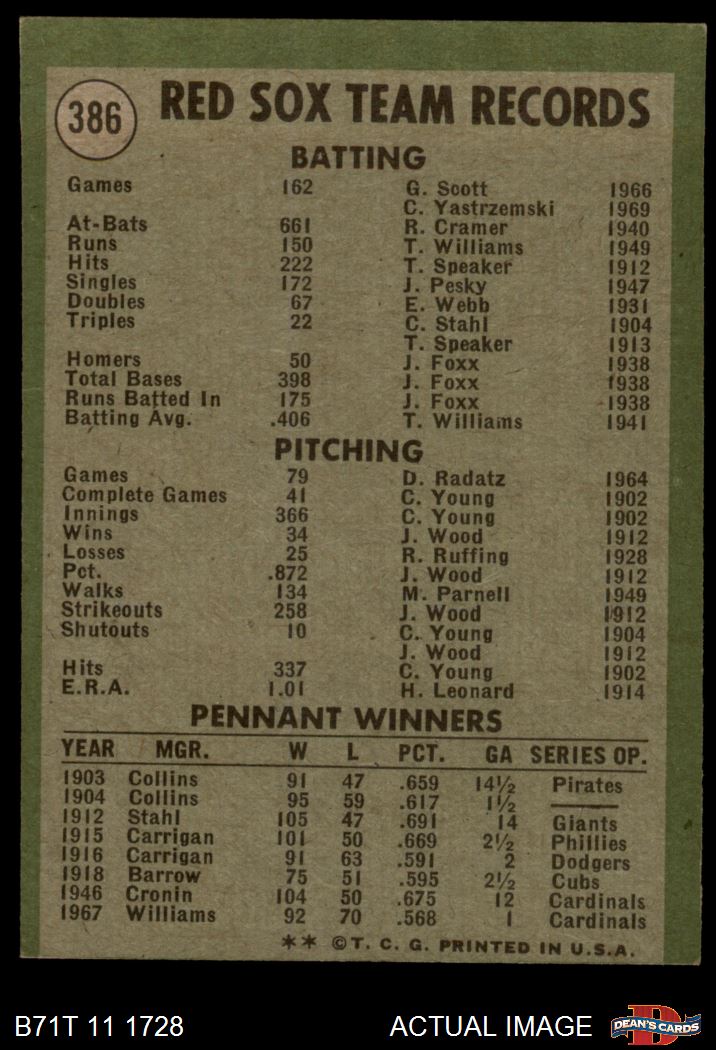 386 RED SOX TEAM RECORDS
BATTING
Games 162 G. Scott 1966
C. Yastrzemski 1969
At-Bats 661 R. Cramer 1940
Runs 150 T. Williams 1949
Hits 222 T. Speaker 1912
Singles 172 J. Pesky 1947
Doubles 67 E. Webb 1931
Triples 22 C. Stahl 1904
T. Speaker 1913
Homers 50 J. Foxx 1938
Total Bases 398 J. Foxx 1938
Runs Batted In 175 J. Foxx 1938
Batting Avg. .406 T. Williams 1941
PITCHING
Games 79 D. Radatz 1964
Complete Games 41 C. Young 1902
Innings 366 C. Young 1902
Wins 34 J. Wood 1912
Losses 25 R. Ruffing 1928
Pct. .872 J. Wood 1912
Walks 134 M. Parnell 1949
Strikeouts 258 J. Wood 1912
Shutouts 10 C. Young 1904
J. Wood 1912
Hits 337 C. Young 1902
E.R.A. 1.01 H. Leonard 1914
PENNANT WINNERS
YEAR MGR. W L PCT. GA SERIES OP.
1903 Collins 91 47 .659 14½ Pirates
1904 Collins 95 59 .617 1½ ———
1912 Stahl 105 47 .691 14 Giants
1915 Carrigan 101 50 .669 2½ Phillies
1916 Carrigan 91 63 .591 2 Dodgers
1918 Barrow 75 51 .595 2½ Cubs
1946 Cronin 104 50 .675 12 Cardinals
1967 Williams 92 70 .568 1 Cardinals
** ©T. C. G. PRINTED IN U.S.A.
B71T 11 1728 ACTUAL IMAGE DEAN'S CARDS